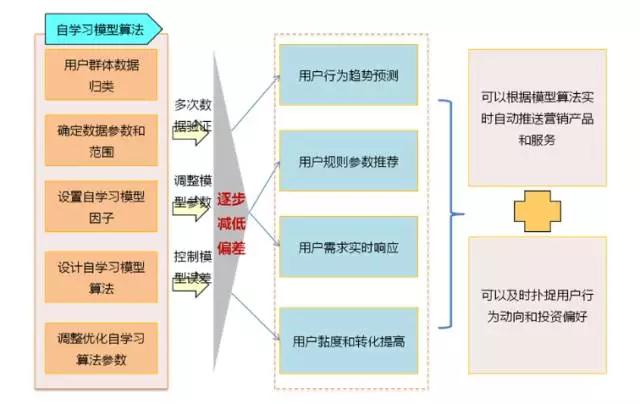 自学习模型算法
用户群体数据
归类
确定数据参数和
范围
设置自学习模型
因子
设计自学习模型
算法
调整优化自学习
算法参数
多次数
据验证
调整模
型参数
控制模
型误差
逐步
减低
偏差
用户行为趋势预测
用户规则参数推荐
用户需求实时响应
用户黏度和转化提高
可以根据模型算法实
时自动推送营销产品
和服务
可以及时扑捉用户行
为动向和投资偏好